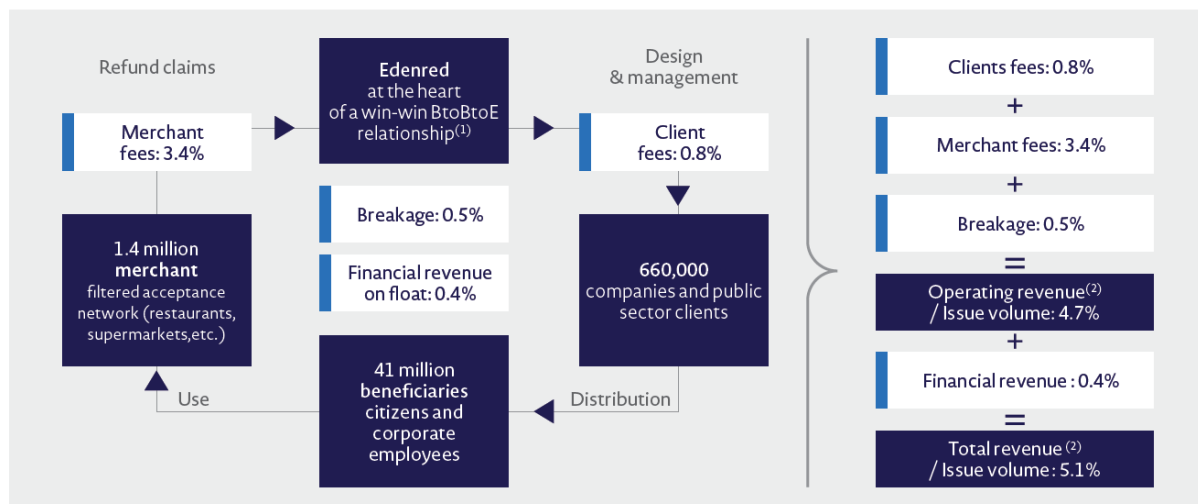 Refund claims
Merchant
fees: 3.4%
Edenred
at the heart
of a win-win BtoBtoE
relationship(1)
Design
& management
Client
fees: 0.8%
Breakage: 0.5%
Financial revenue
on float: 0.4%
1.4 million
merchant
filtered acceptance
network (restaurants,
supermarkets,etc.)
660,000
companies and public
sector clients
41 million
beneficiaries
citizens and
corporate
employees
Use
Distribution
Clients fees: 0.8%
+
Merchant fees: 3.4%
+
Breakage: 0.5%
=
Operating revenue(2)
/ Issue volume: 4.7%
+
Financial revenue : 0.4%
=
Total revenue (2)
/ Issue volume: 5.1%